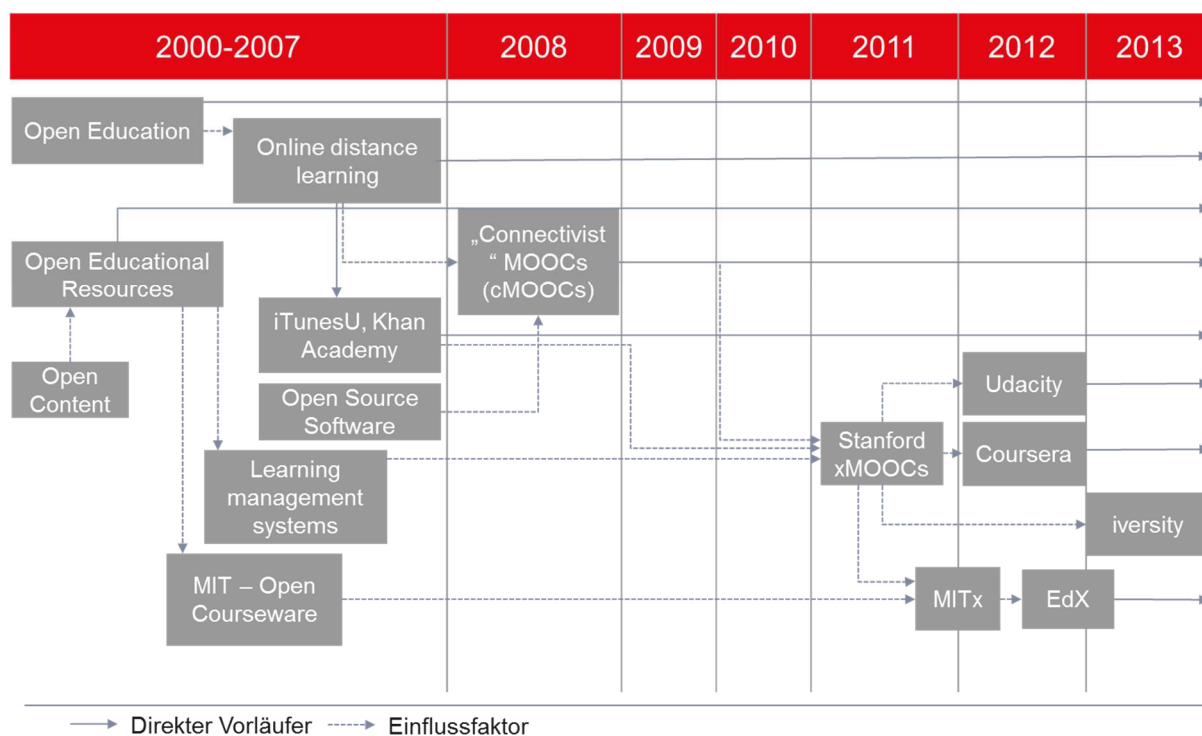 2000-2007
2008
2009
2010
2011
2012
2013
Open Education
Online distance
learning
„Connectivist
“ MOOCs
(cMOOCs)
Open Educational
Resources
iTunesU, Khan
Academy
Open
Content
Open Source
Software
Udacity
Stanford
xMOOCs
Coursera
Learning
management
systems
iversity
MIT – Open
Courseware
MITx
EdX
Direkter Vorläufer
Einflussfaktor